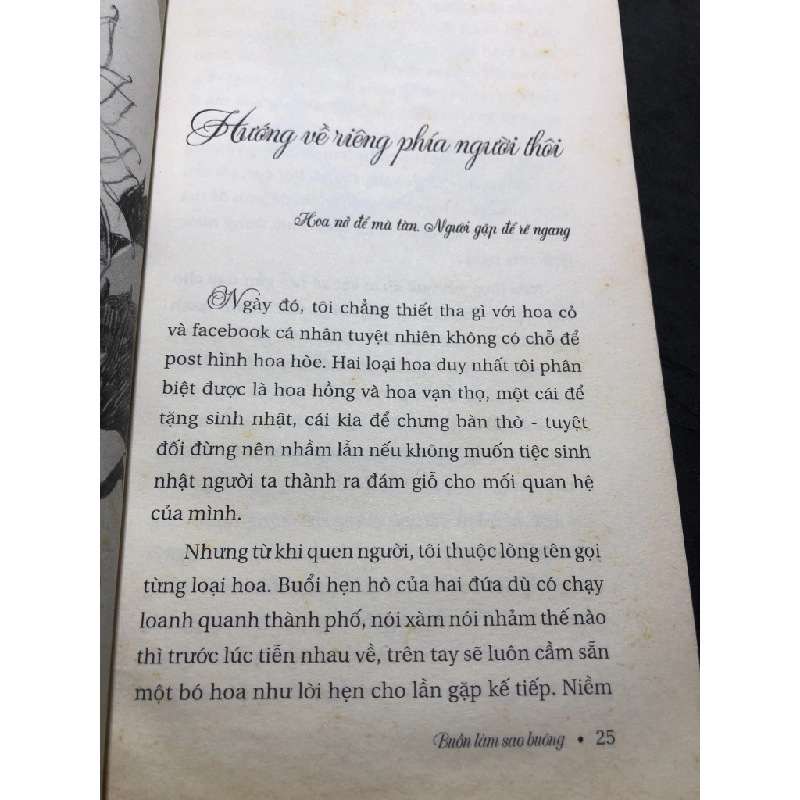 Hướng về riêng phía người thôi
Hoa nở để mà tàn. Người gặp để rẽ ngang
Ngày đó, tôi chẳng thiết tha gì với hoa cỏ
và facebook cá nhân tuyệt nhiên không có chỗ để
post hình hoa hòe. Hai loại hoa duy nhất tôi phân
biệt được là hoa hồng và hoa vạn thọ, một cái để
tặng sinh nhật, cái kia để chưng bàn thờ - tuyệt
đối đừng nên nhầm lẫn nếu không muốn tiệc sinh
nhật người ta thành ra đám giỗ cho mối quan hệ
của mình.
Nhưng từ khi quen người, tôi thuộc lòng tên gọi
từng loại hoa. Buổi hẹn hò của hai đứa dù có chạy
loanh quanh thành phố, nói xàm nói nhảm thế nào
thì trước lúc tiễn nhau về, trên tay sẽ luôn cầm sẵn
một bó hoa như lời hẹn cho lần gặp kế tiếp. Niềm
Buồn làm sao buông • 25